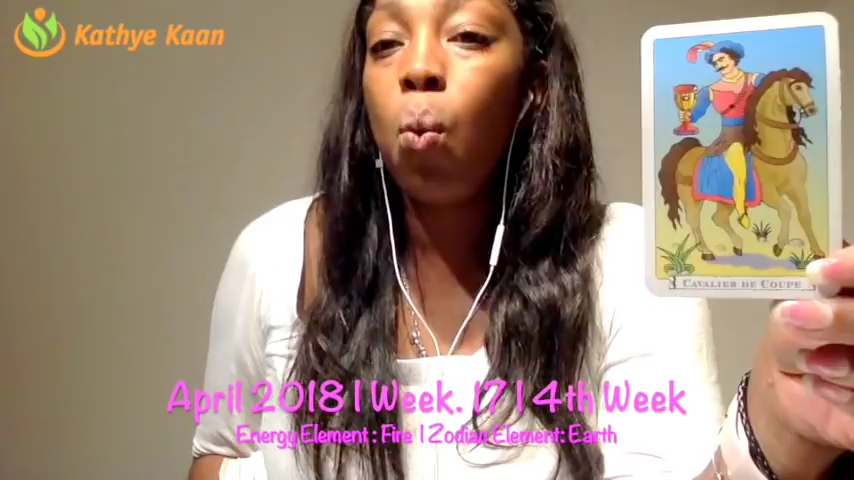 Kathye Kaan
April 2018 | Week. 17 | 4th Week
Energy Element : Fire | Zodiac Element: Earth
CAVALIER DE COUPE